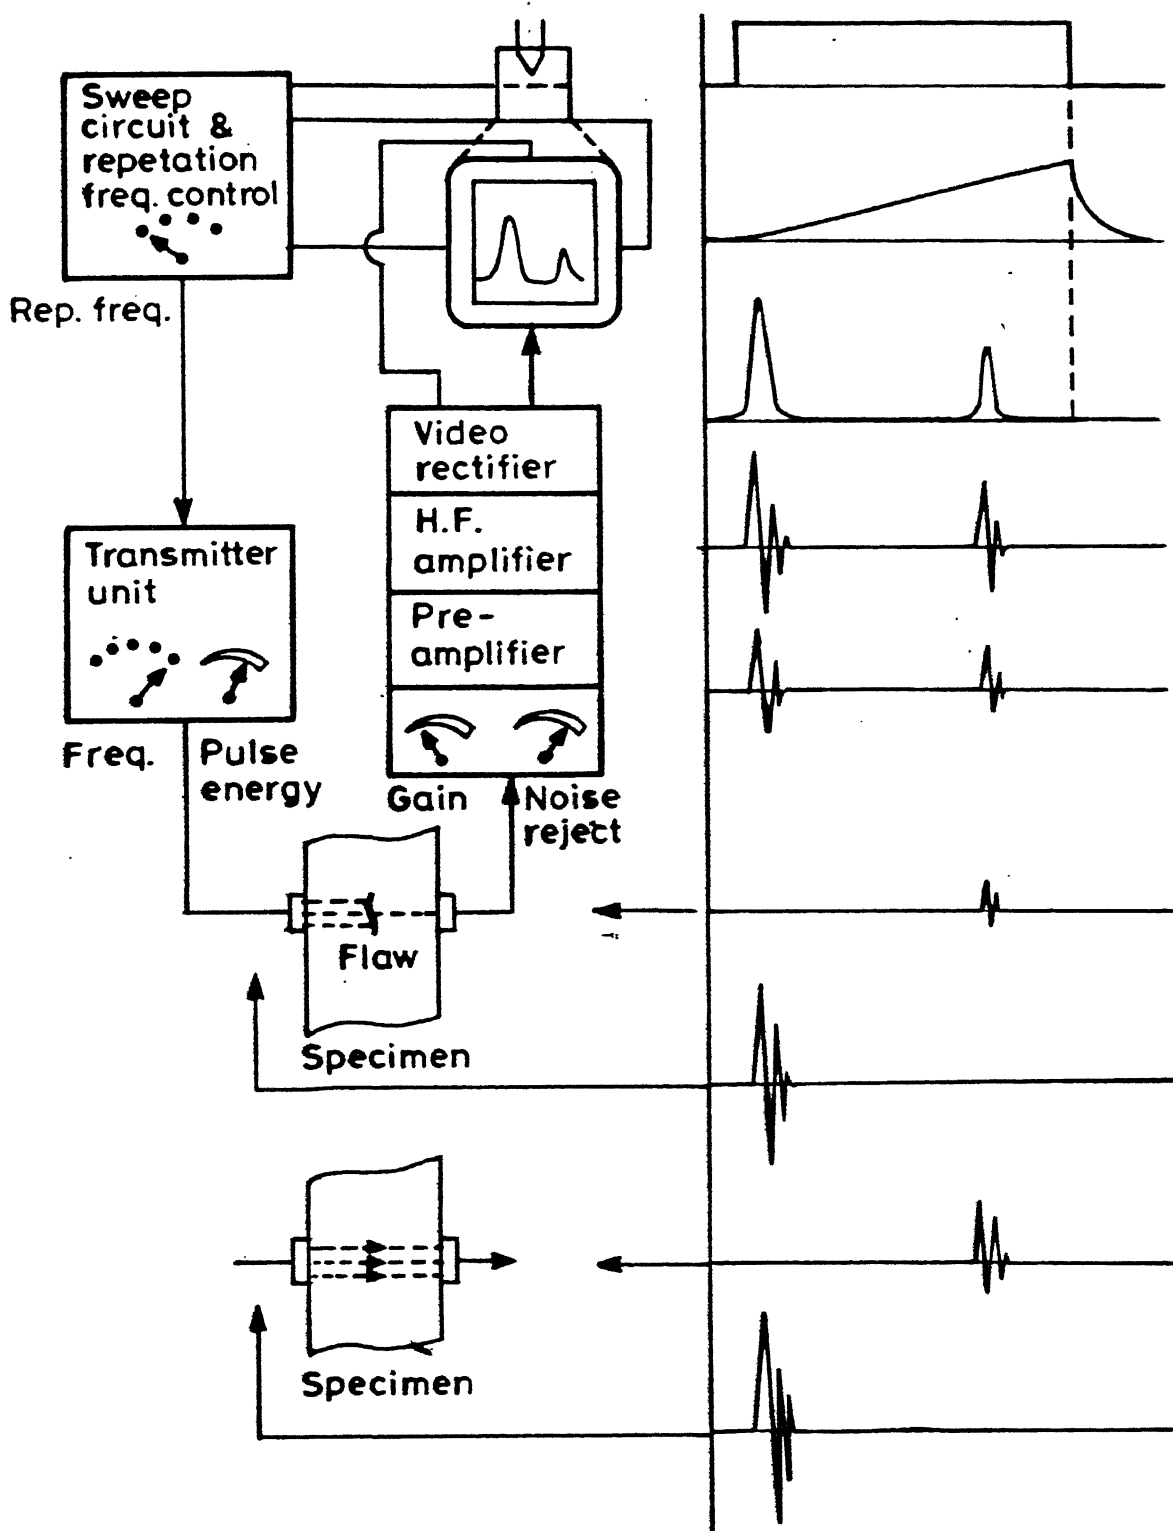 Sweep
circuit &
repetation
freq. control
Rep. freq.
Transmitter
unit
Freq.
Pulse
energy
Video
rectifier
H.F.
amplifier
Pre-
amplifier
Gain
Noise
reject
Flaw
Specimen
Specimen